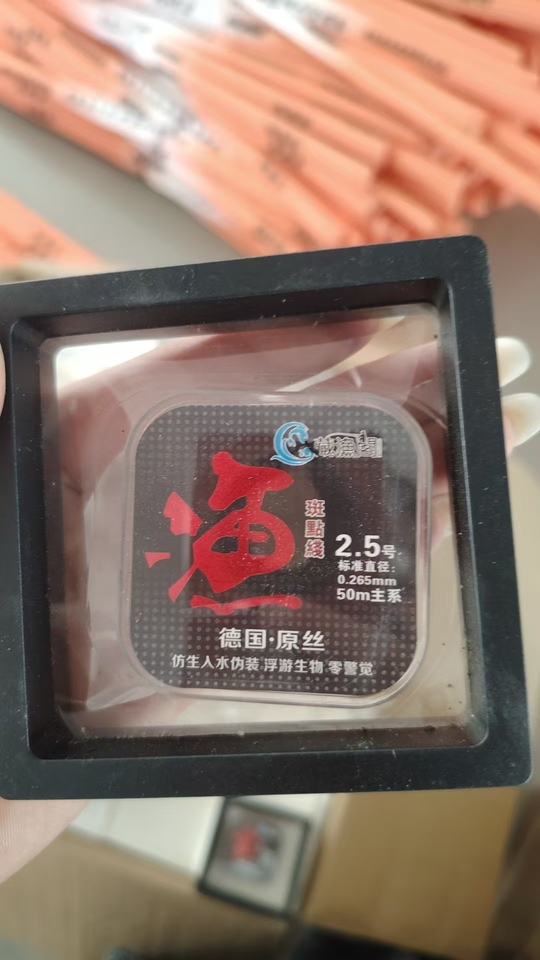 渔
斑點綫
2.5号
标准直径:
0.265mm
50m主系
德国·原丝
仿生入水伪装 浮游生物 零警觉